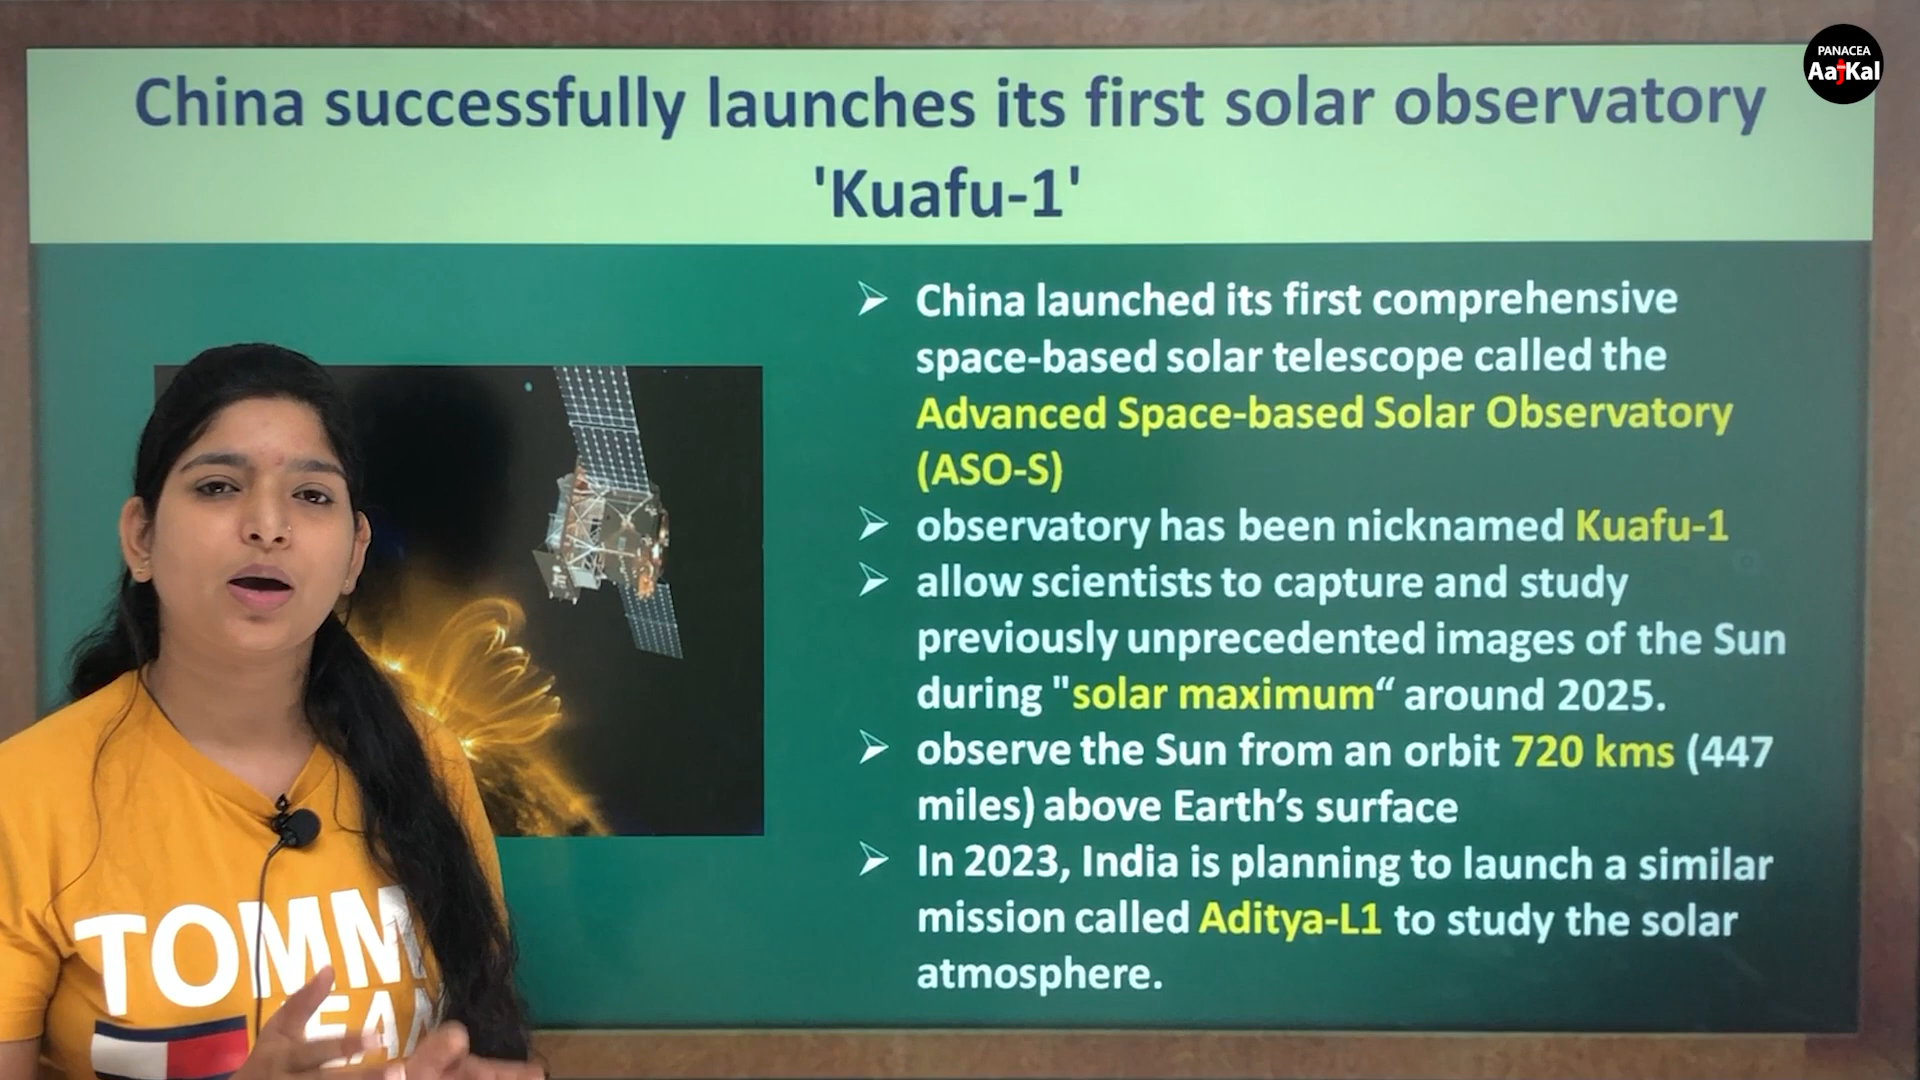 PANACEA
AajKal
China successfully launches its first solar observatory
'Kuafu-1'
➢ China launched its first comprehensive
space-based solar telescope called the
Advanced Space-based Solar Observatory
(ASO-S)
➢ observatory has been nicknamed Kuafu-1
➢ allow scientists to capture and study
previously unprecedented images of the Sun
during "solar maximum“ around 2025.
➢ observe the Sun from an orbit 720 kms (447
miles) above Earth’s surface
➢ In 2023, India is planning to launch a similar
mission called Aditya-L1 to study the solar
atmosphere.
TOMM